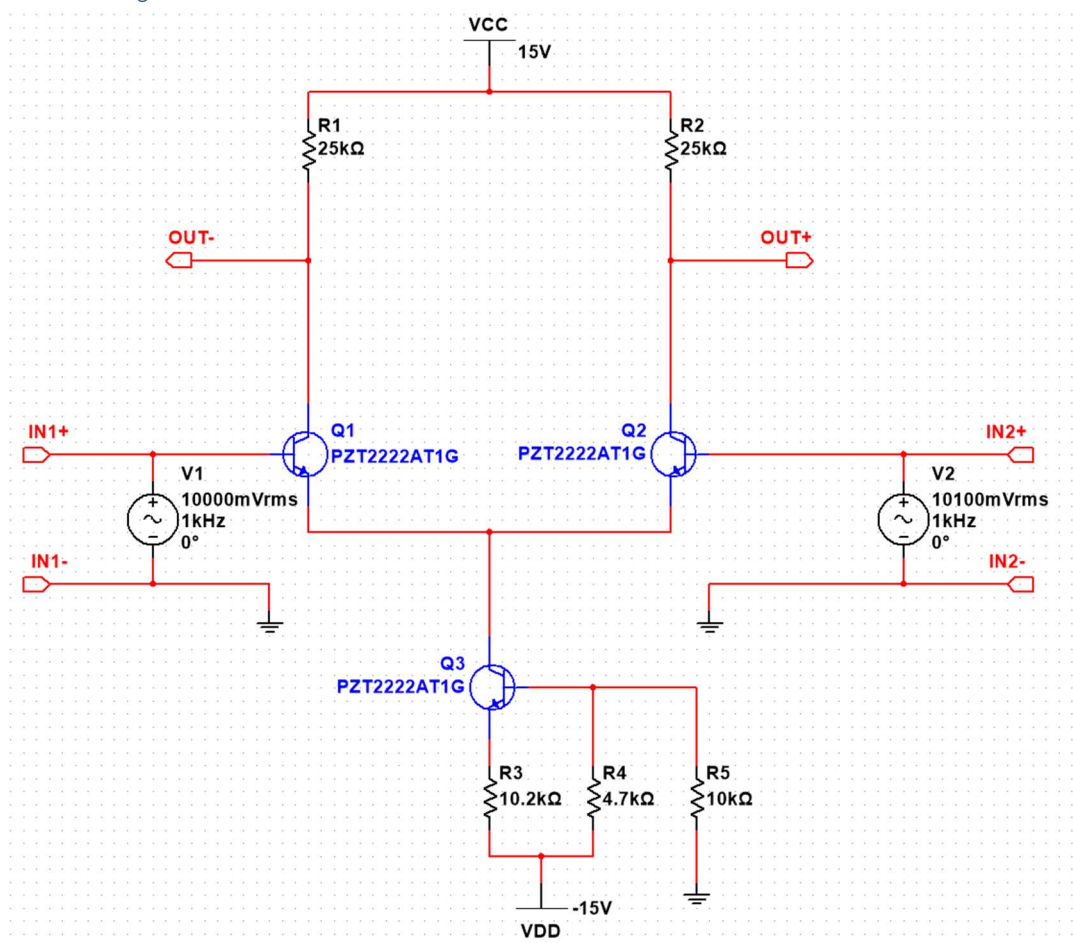 VCC
15V
R1
25kΩ
R2
25kΩ
OUT-
OUT+
IN1+
Q1
PZT2222AT1G
Q2
PZT2222AT1G
IN2+
V1
10000mVrms
1kHz
0°
V2
10100mVrms
1kHz
0°
IN1-
IN2-
Q3
PZT2222AT1G
R3
10.2kΩ
R4
4.7kΩ
R5
10kΩ
-15V
VDD